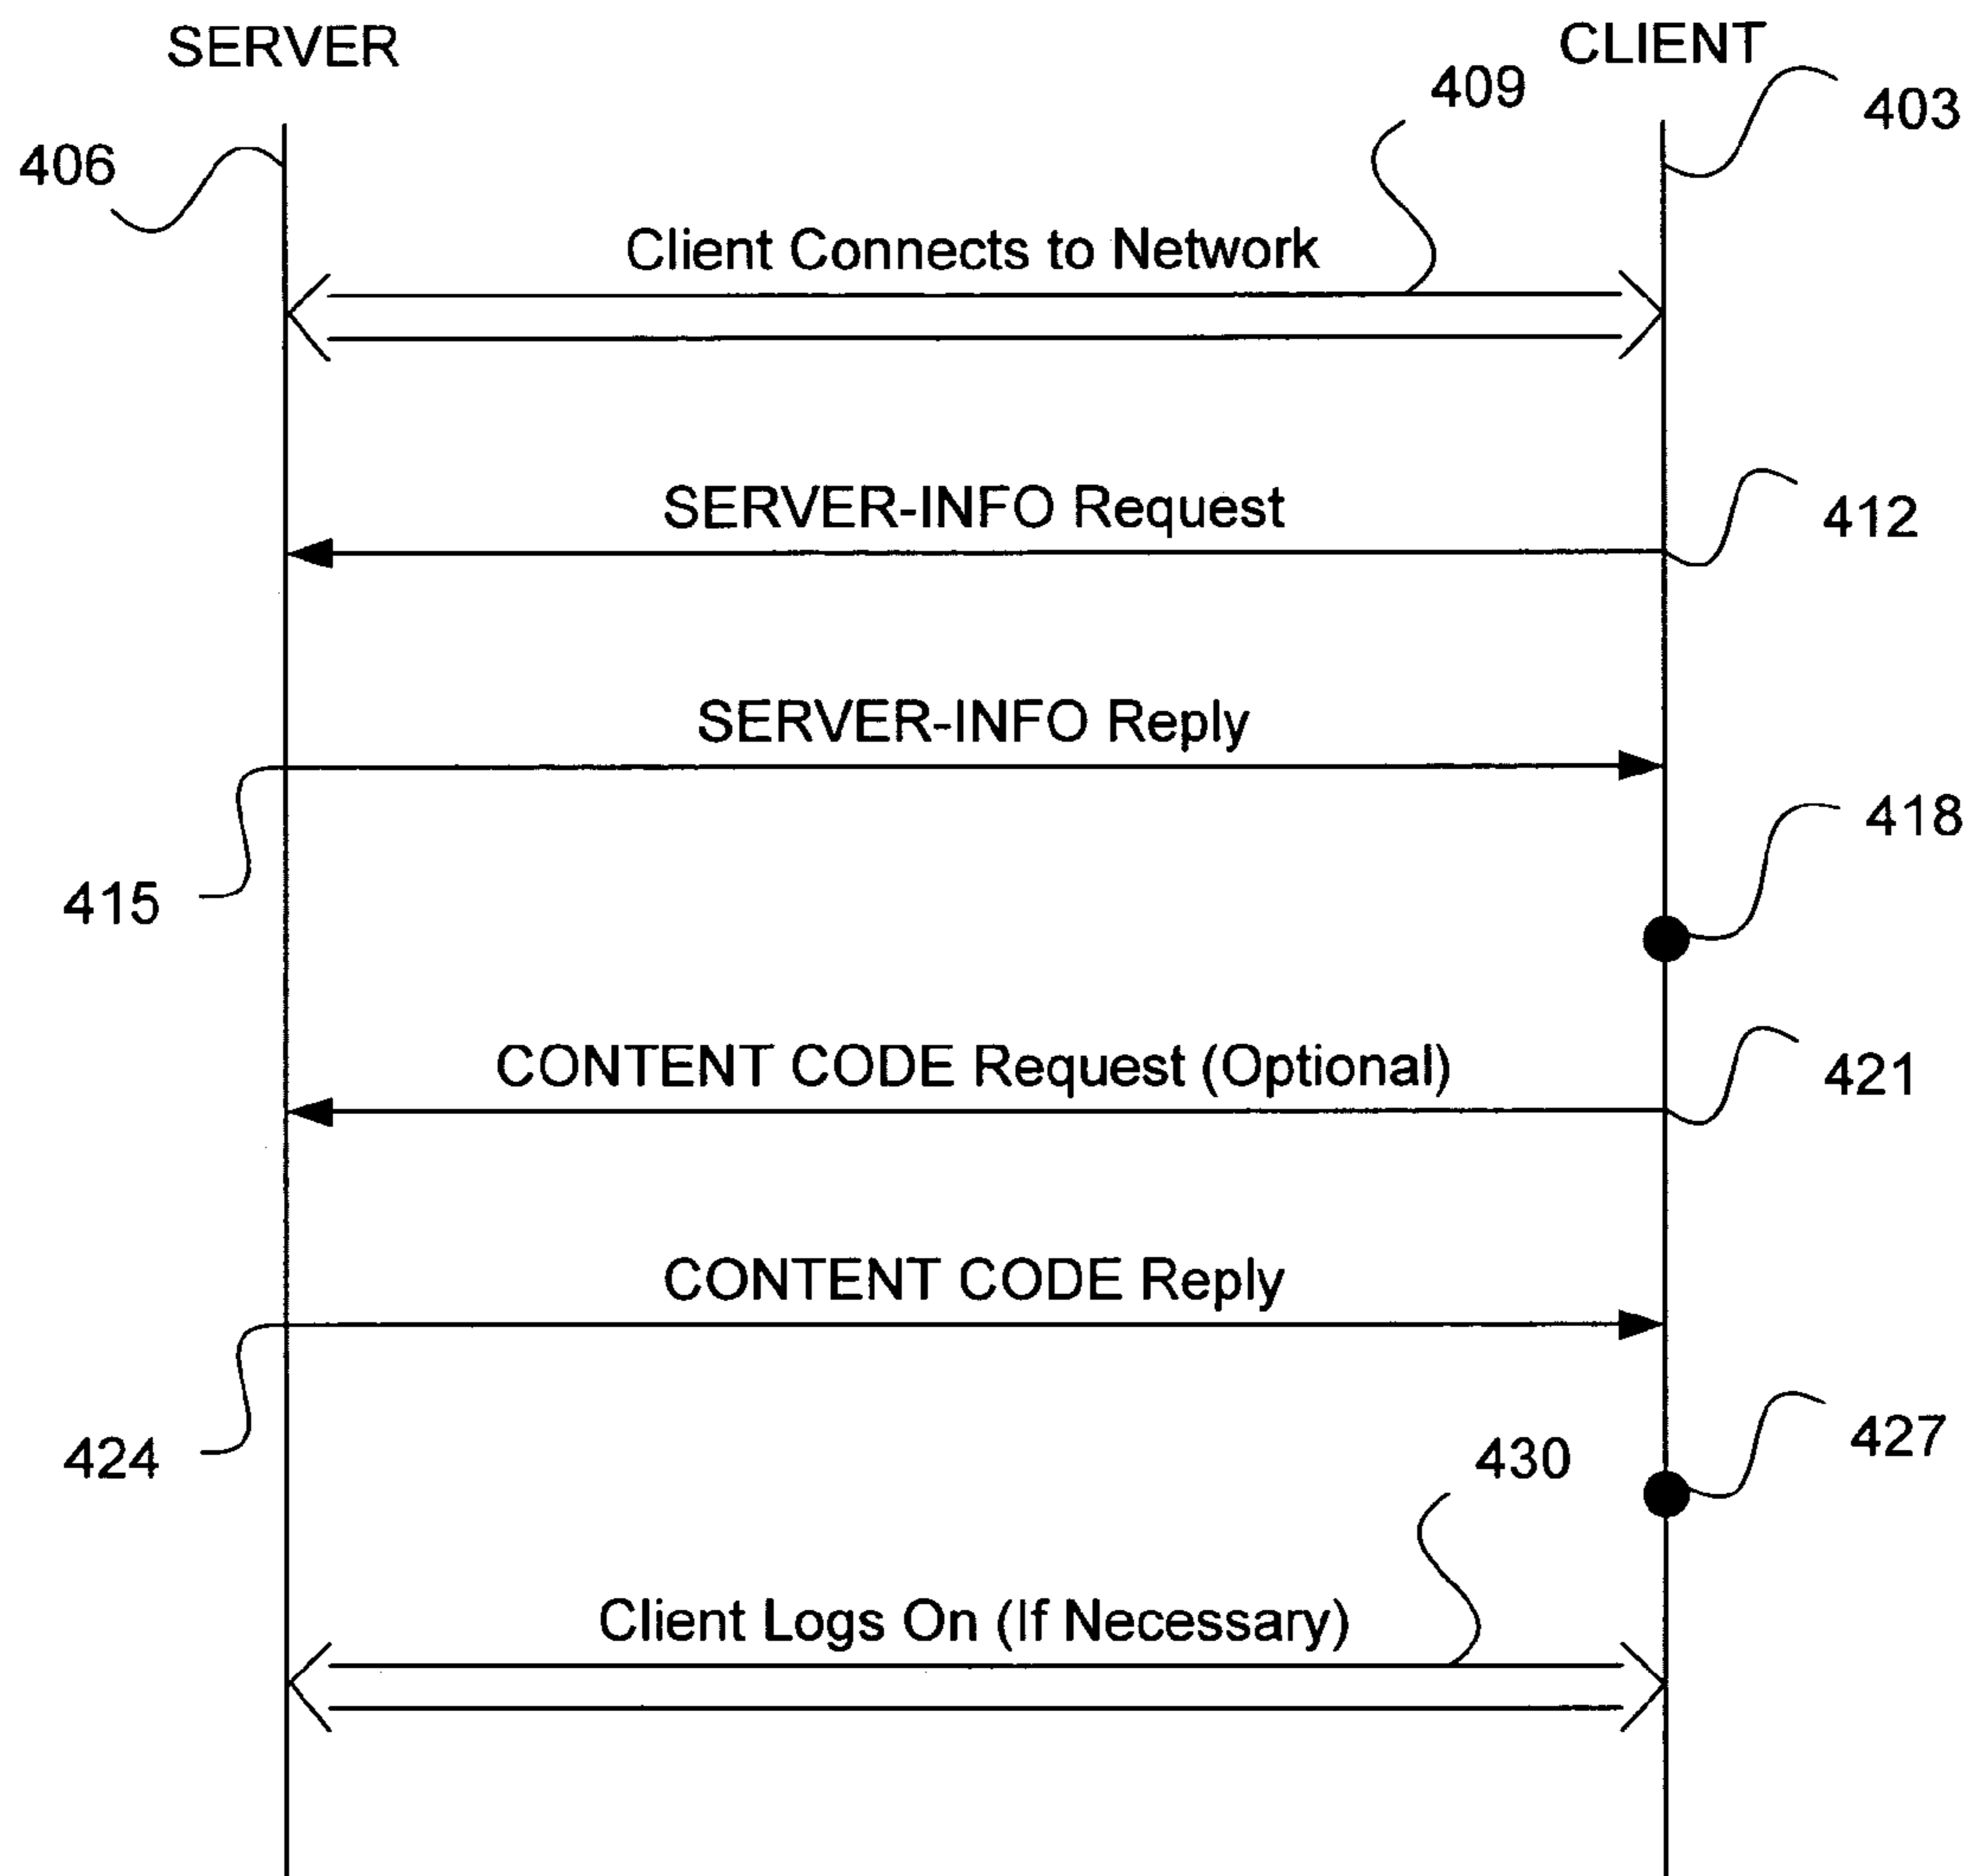 SERVER
CLIENT
409
403
406
Client Connects to Network
SERVER-INFO Request
412
SERVER-INFO Reply
418
415
CONTENT CODE Request (Optional)
421
CONTENT CODE Reply
427
424
430
Client Logs On (If Necessary)